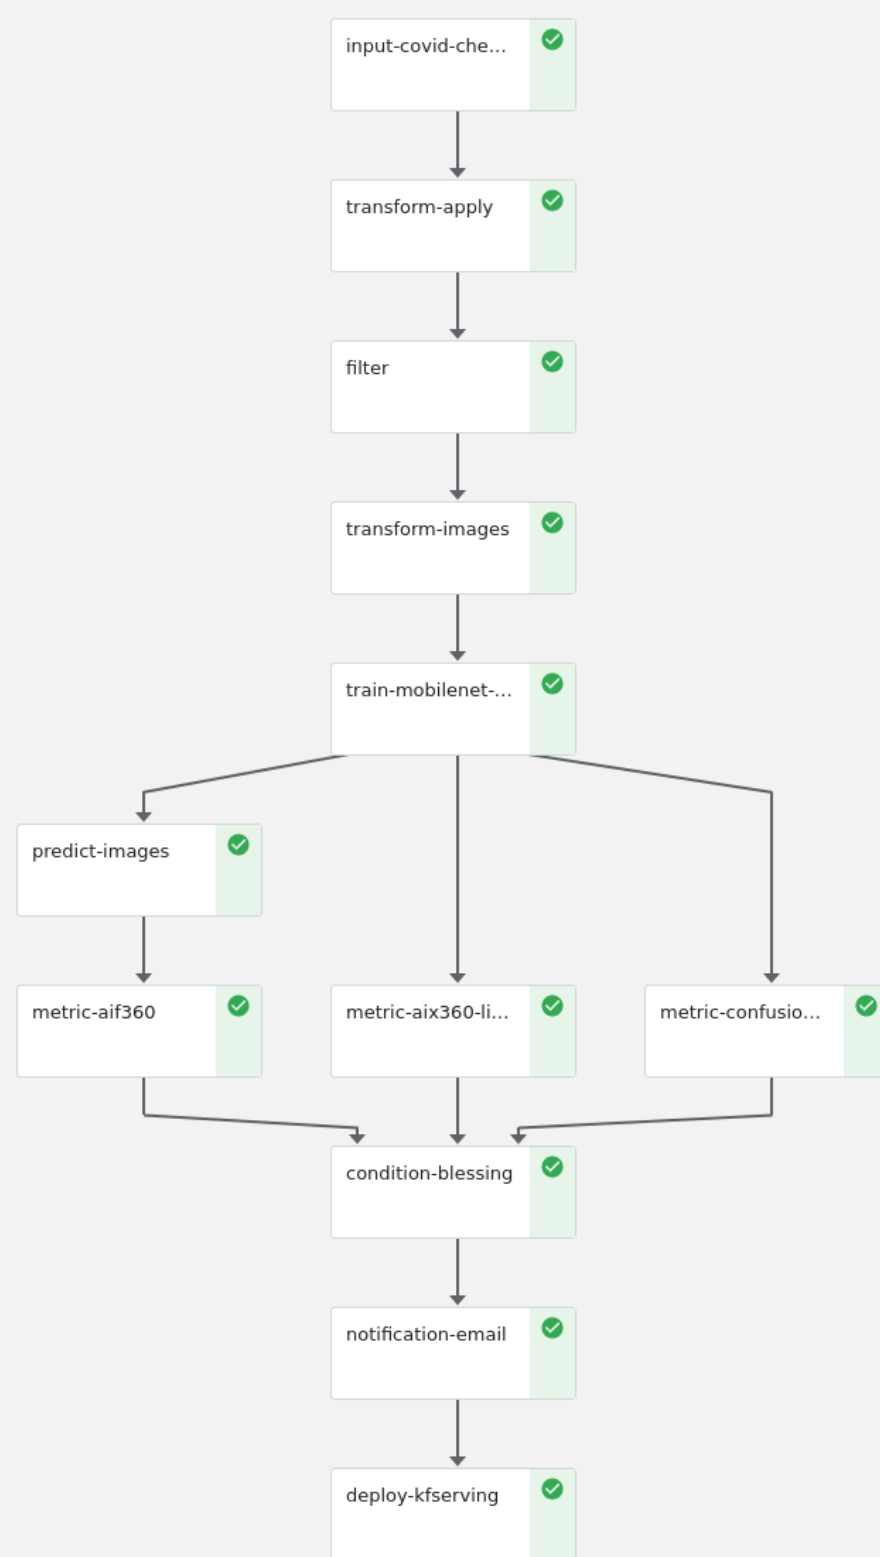 input-covid-che...
transform-apply
filter
transform-images
train-mobilenet-...
predict-images
metric-aif360
metric-aix360-li...
metric-confusio...
condition-blessing
notification-email
deploy-kfserving